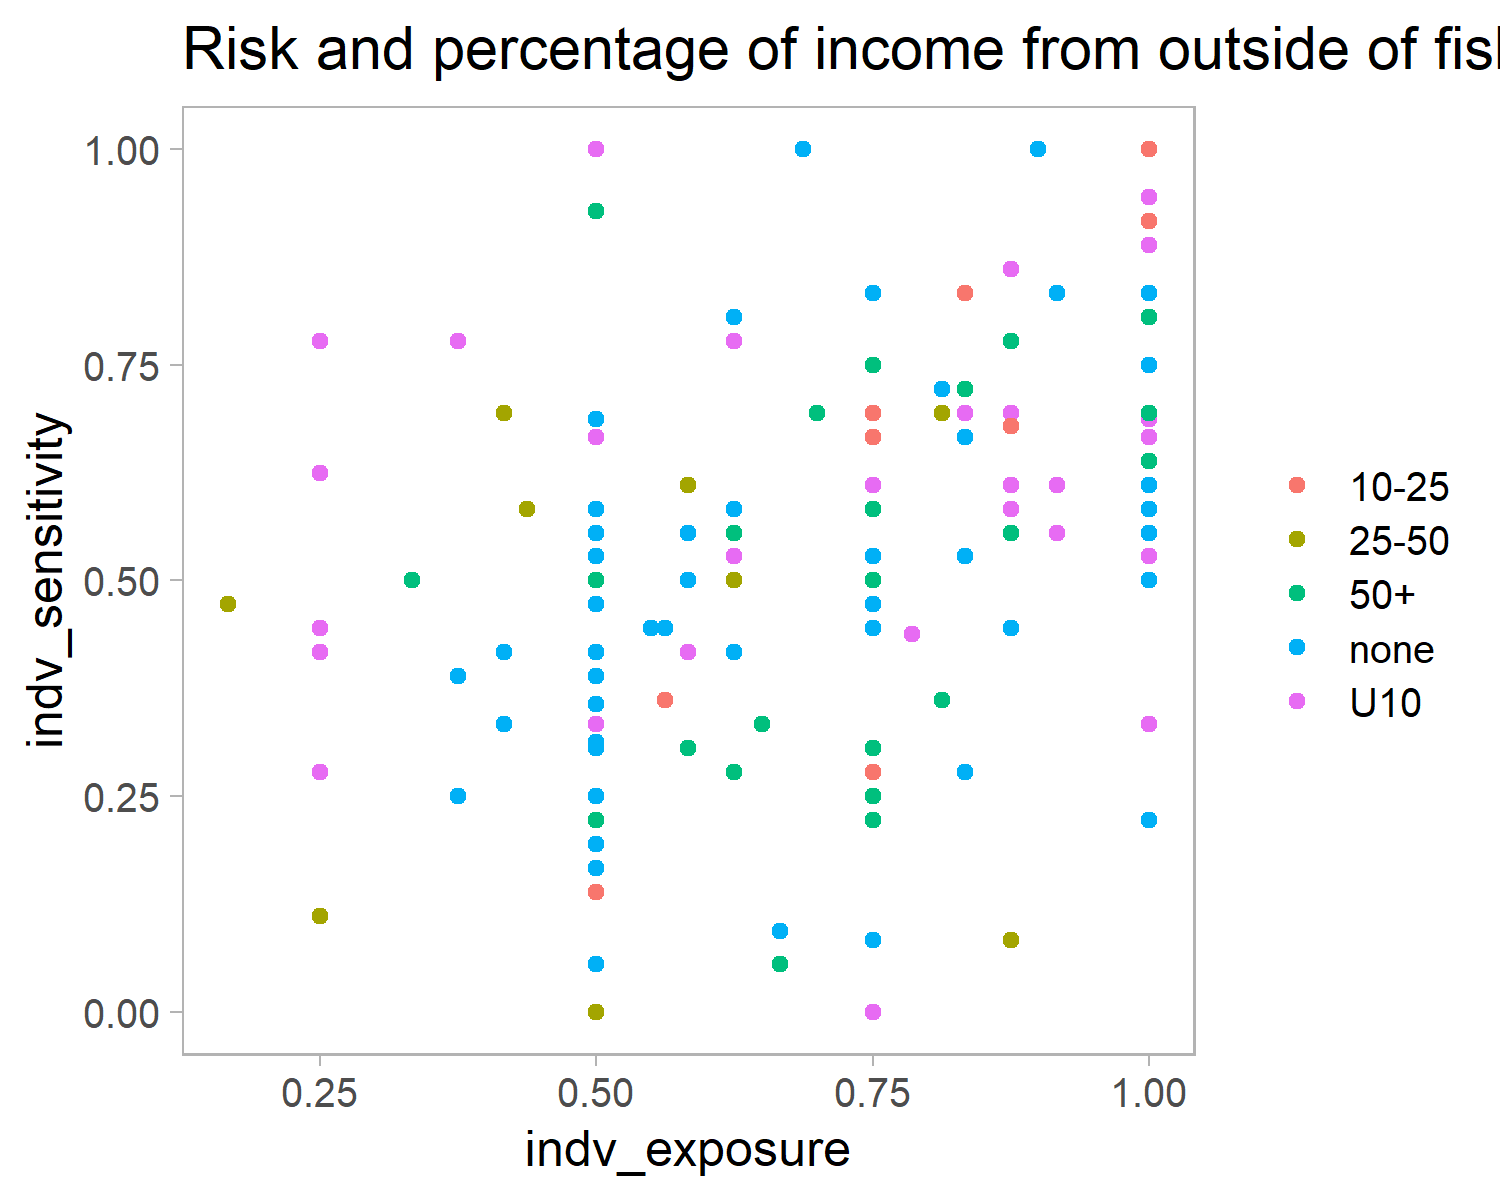 Risk and percentage of income from outside of fis
1.00
0.75
0.50
0.25
0.00
indv_sensitivity
0.25 0.50 0.75 1.00
indv_exposure
10-25
25-50
50+
none
U10